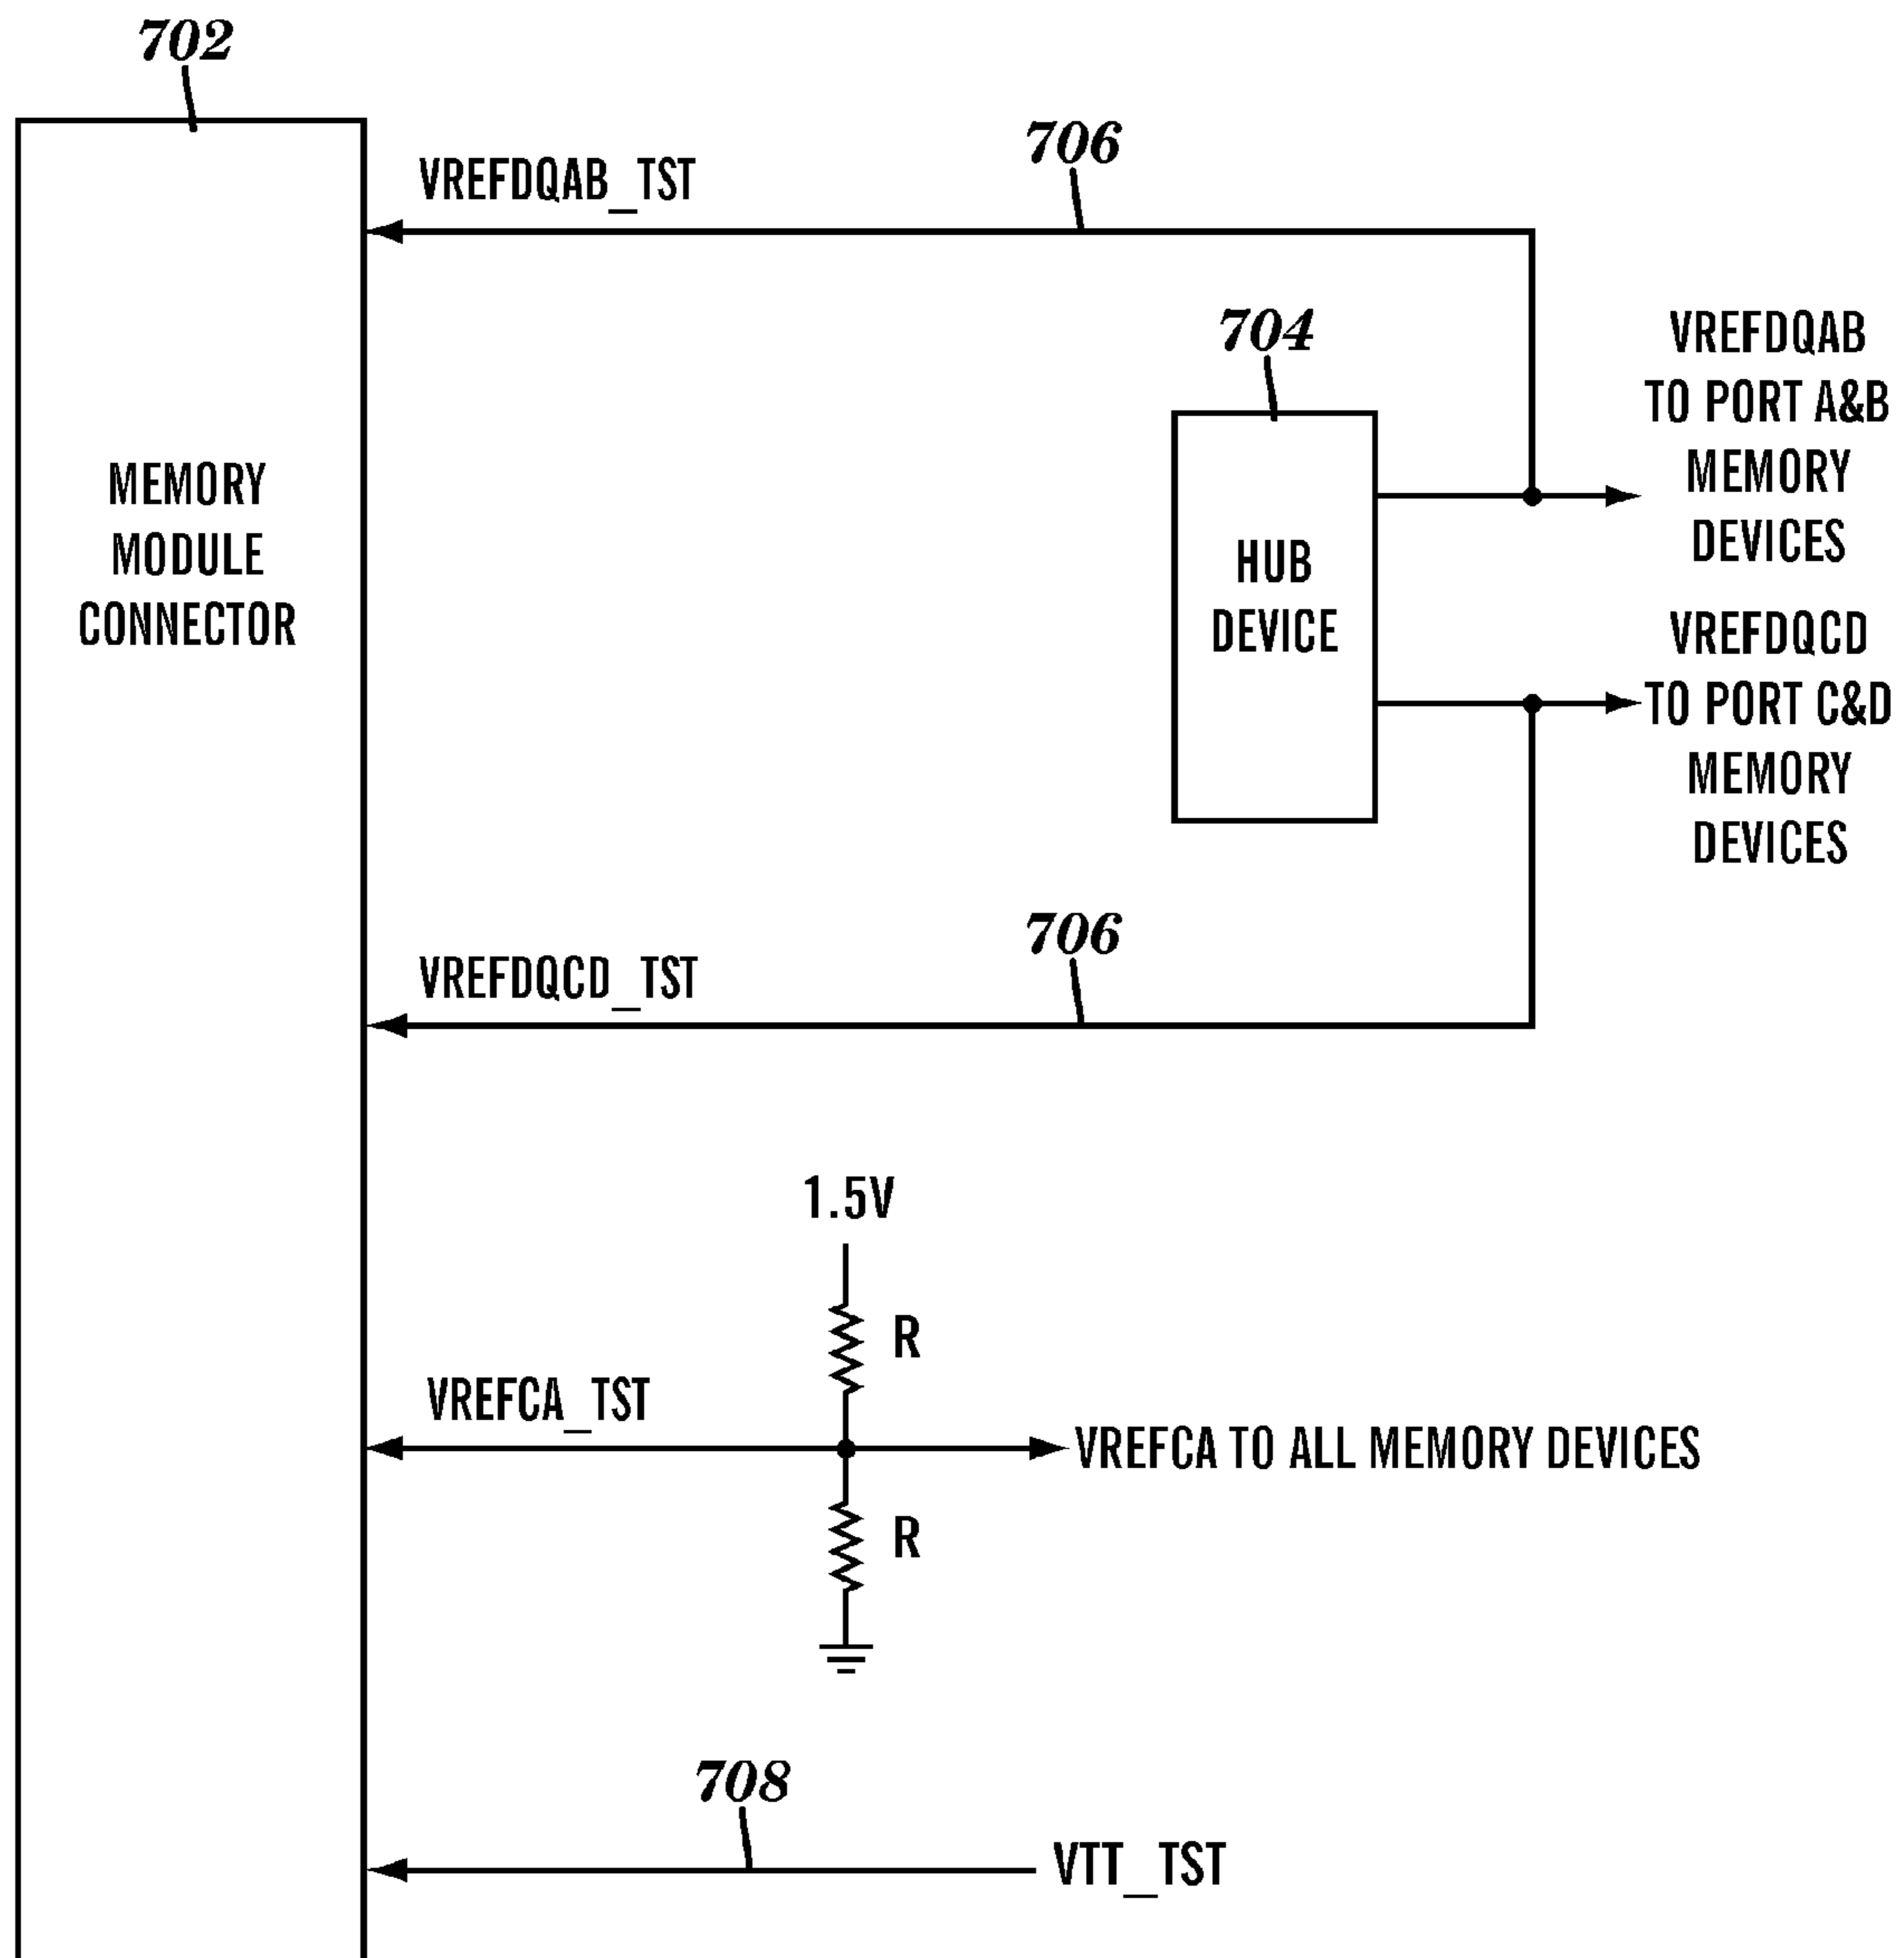 702
706
VREFDQAB_TST
704
VREFDQAB
TO PORT A&B
MEMORY
DEVICES
MEMORY
MODULE
CONNECTOR
HUB
DEVICE
VREFDQCD
TO PORT C&D
MEMORY
DEVICES
706
VREFDQCD_TST
1.5V
R
VREFCA_TST
VREFCA TO ALL MEMORY DEVICES
R
708
VTT_TST